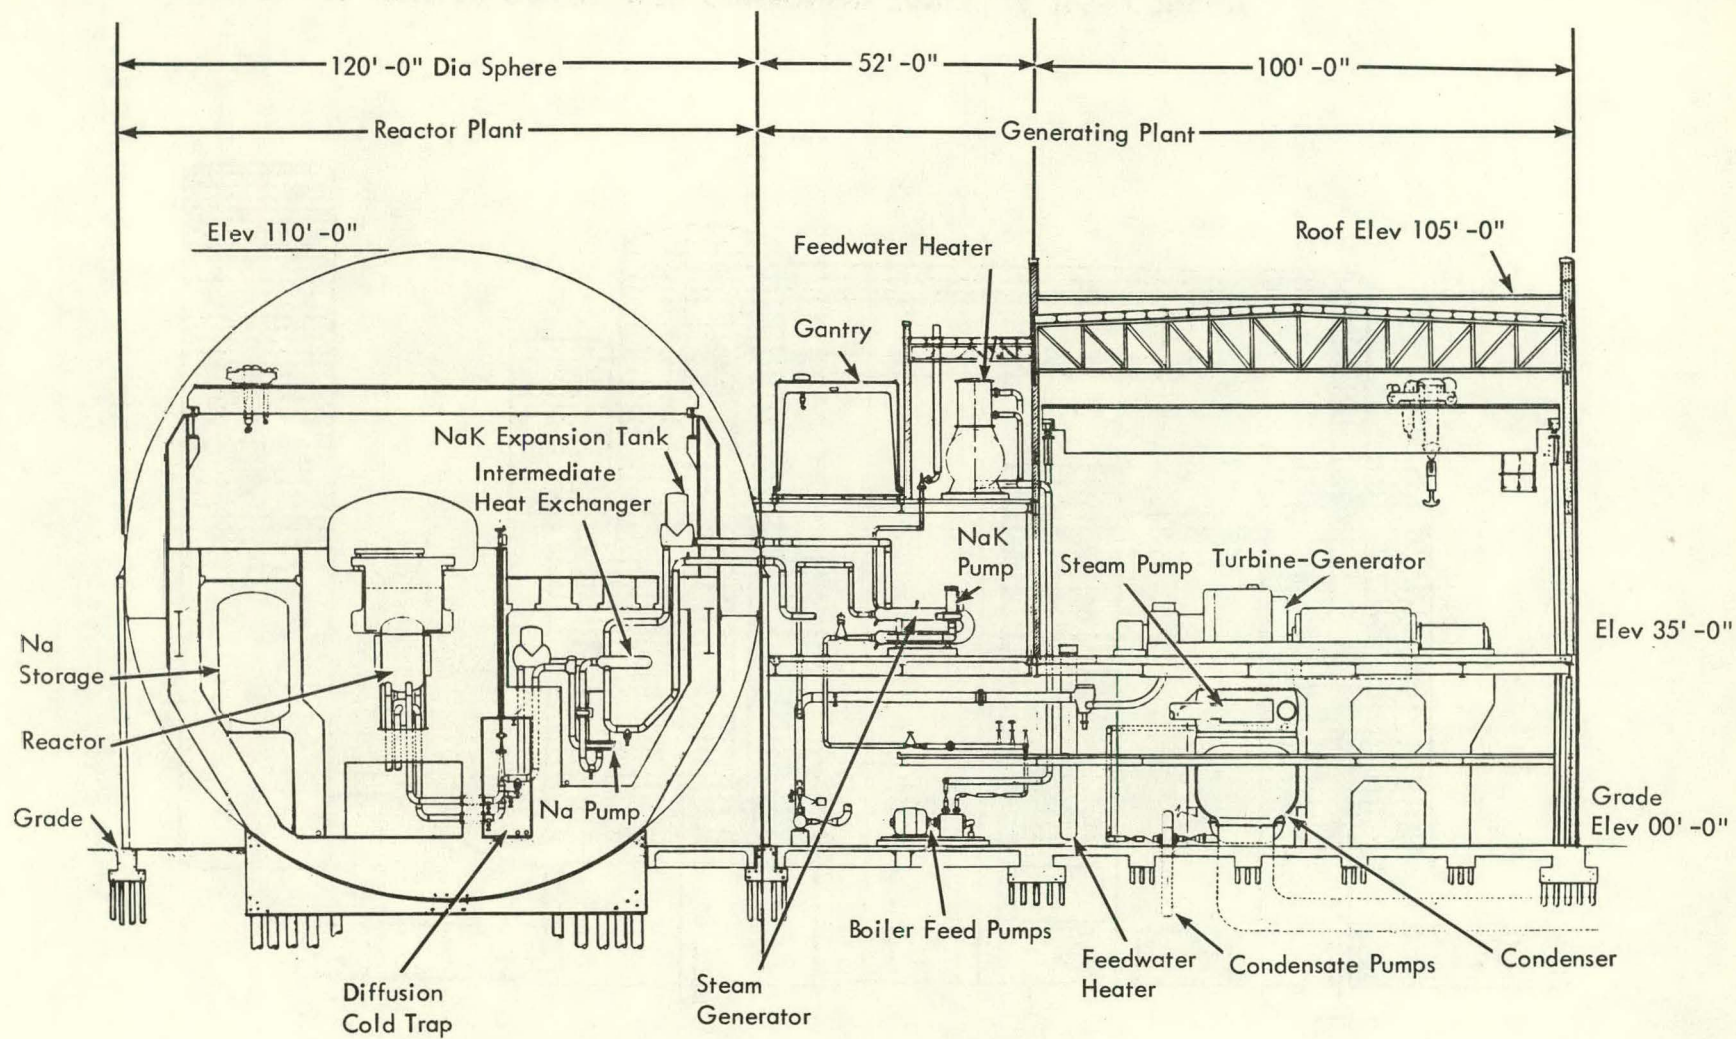 120'-0" Dia Sphere
52'-0"
100'-0"
Reactor Plant
Generating Plant
Elev 110'-0"
Feedwater Heater
Roof Elev 105'-0"
Gantry
NaK Expansion Tank
Intermediate
Heat Exchanger
NaK
Pump
Steam Pump
Turbine-Generator
Na
Storage
Elev 35'-0"
Reactor
Grade
Na Pump
Grade
Elev 00'-0"
Boiler Feed Pumps
Feedwater
Heater
Condensate Pumps
Condenser
Diffusion
Cold Trap
Steam
Generator